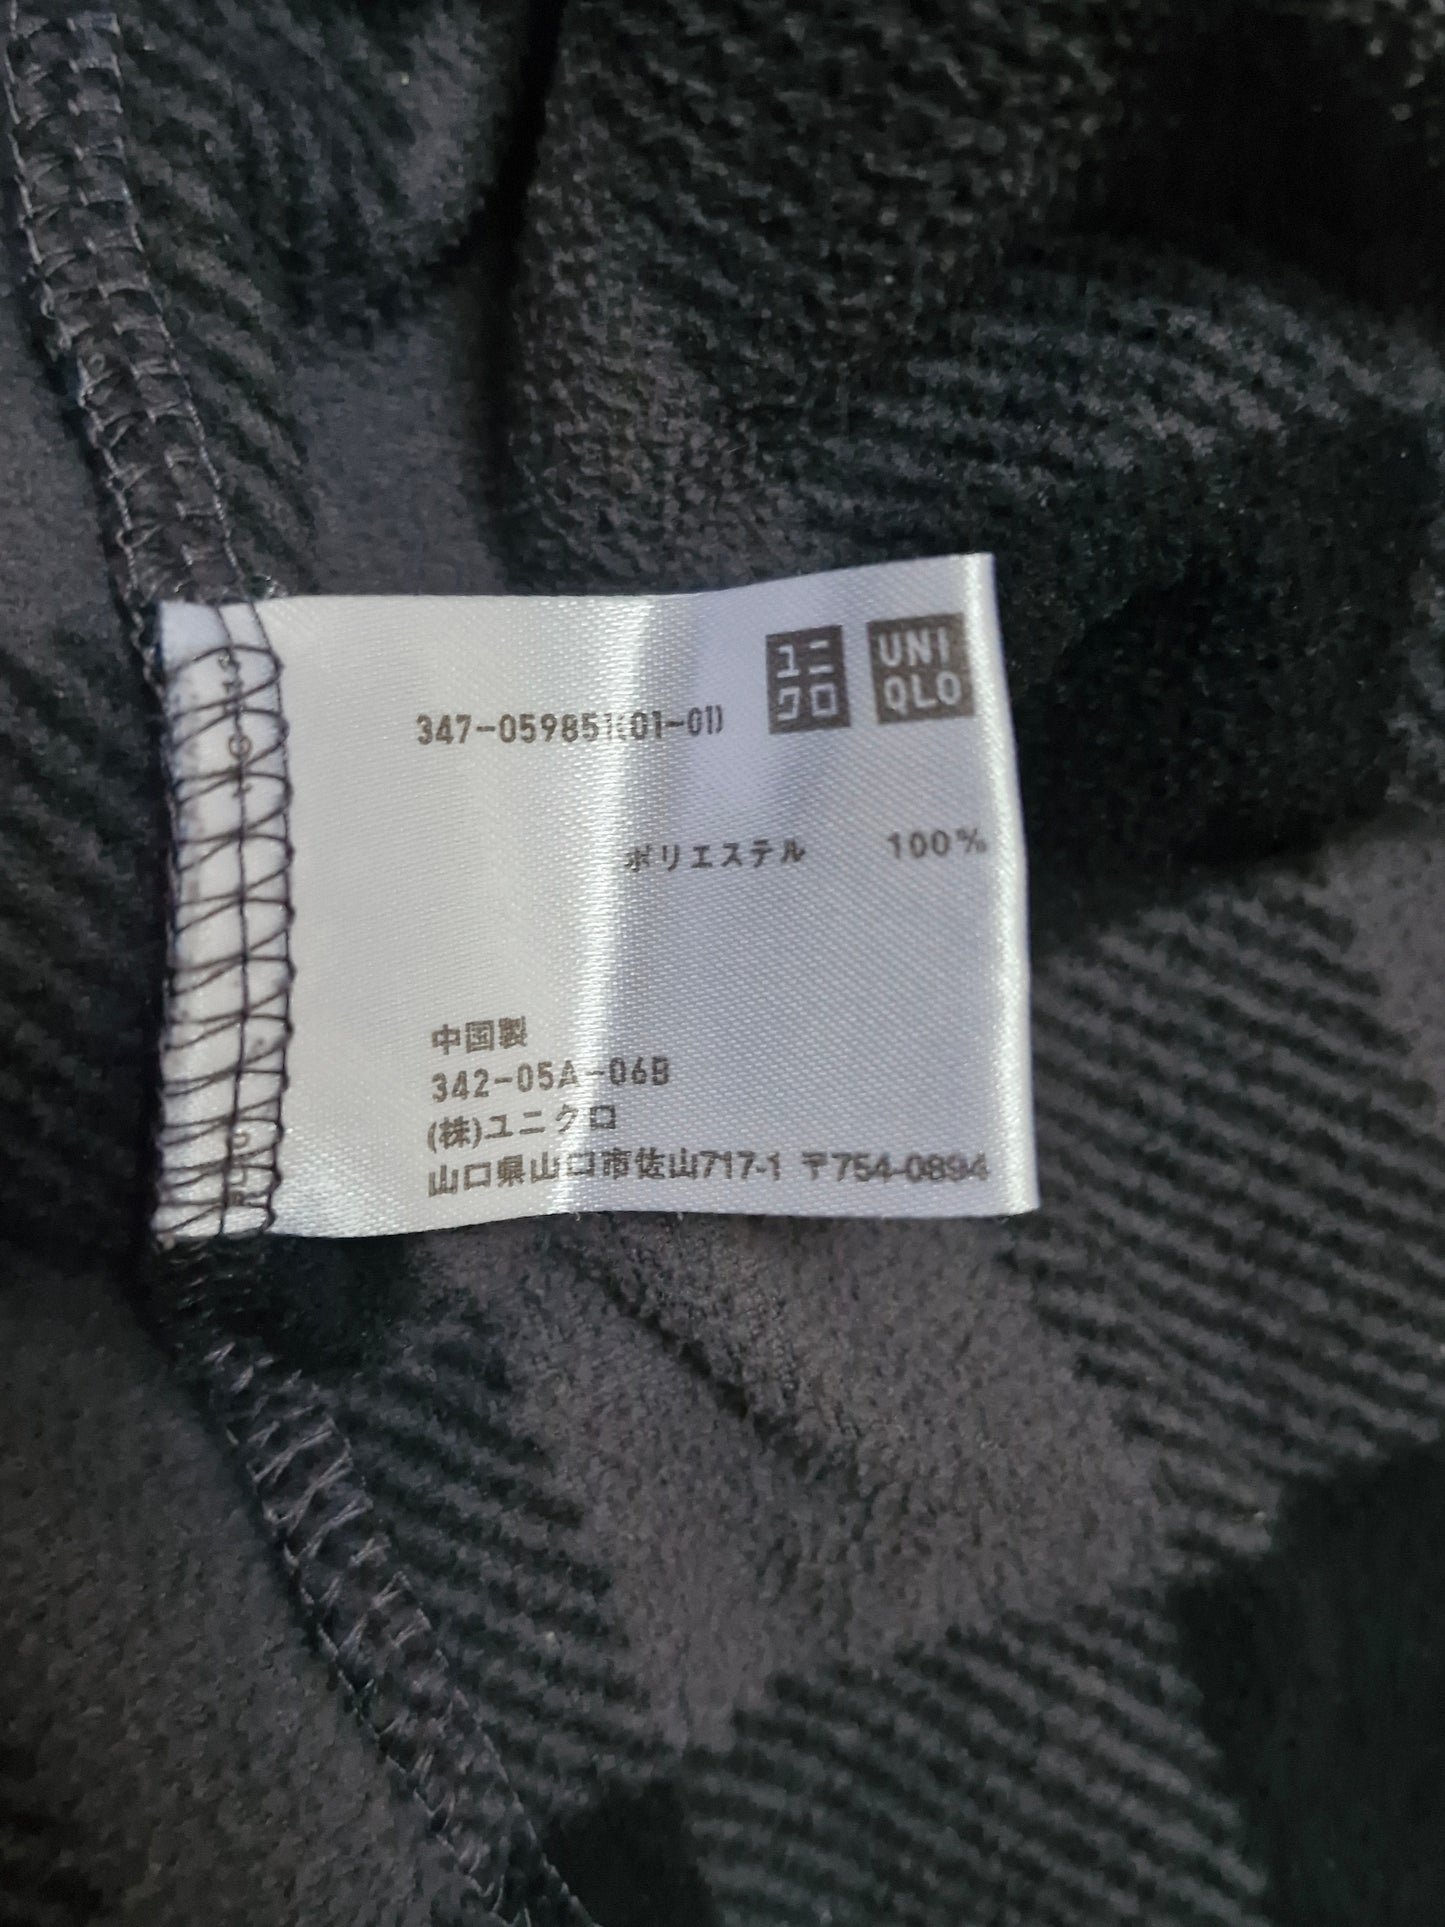 ユニ
クロ
UNI
QLO
347-059851(01-01)
ポリエステル 100%
中国製
342-05A-06B
(株)ユニクロ
山口県山口市佐山717-1 〒754-0894